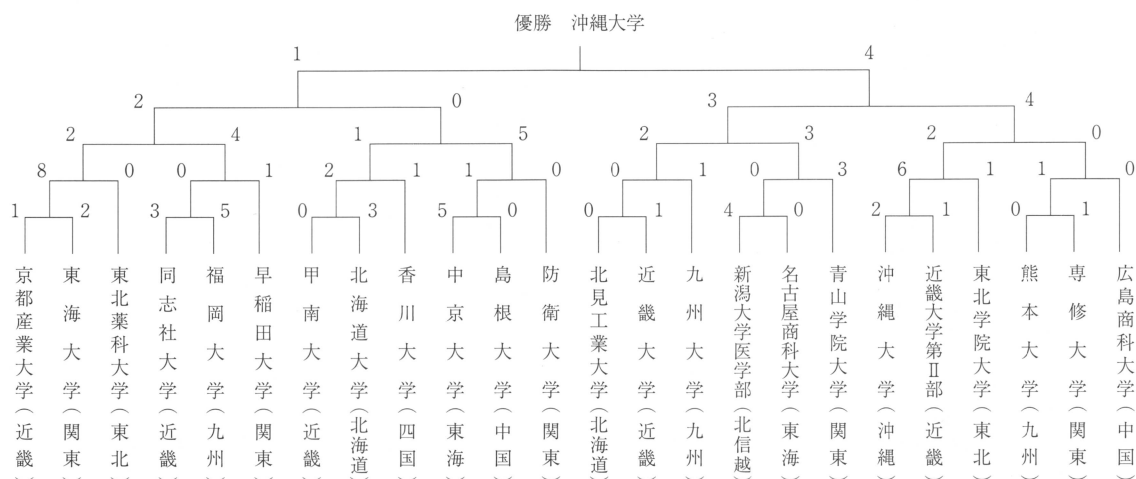 優勝 沖縄大学
1 4
2 0 3 4
2 4 1 5 2 3 2 0
8 0 0 1 2 1 1 0 0 1 0 3 6 1 1 0
1 2 3 5 0 3 5 0 0 1 4 0 2 1 0 1
京都産業大学(近畿)
東海大学(関東)
東北薬科大学(東北)
同志社大学(近畿)
福岡大学(九州)
早稲田大学(関東)
甲南大学(近畿)
北海道大学(北海道)
香川大学(四国)
中京大学(東海)
島根大学(中国)
防衛大学(関東)
北見工業大学(北海道)
近畿大学(近畿)
九州大学(九州)
新潟大学医学部(北信越)
名古屋商科大学(東海)
青山学院大学(関東)
沖縄大学(沖縄)
近畿大学第Ⅱ部(近畿)
東北学院大学(東北)
熊本大学(九州)
専修大学(関東)
広島商科大学(中国)